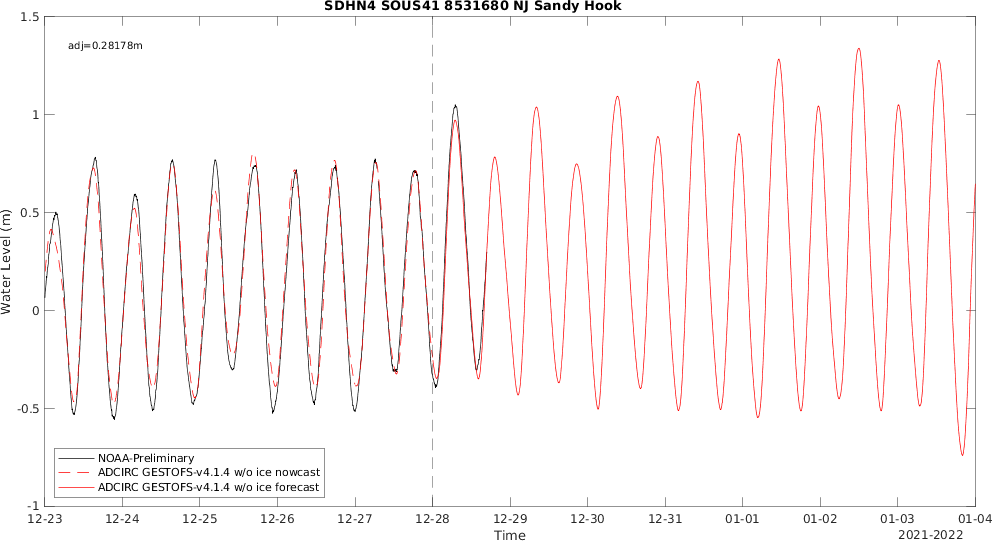 SDHN4 SOUS41 8531680 NJ Sandy Hook
1.5
adj=0.28178m
1
0.5
Water Level (m)
0
-0.5
NOAA-Preliminary
ADCIRC GESTOFS-v4.1.4 w/o ice nowcast
ADCIRC GESTOFS-v4.1.4 w/o ice forecast
-1
12-23 12-24 12-25 12-26 12-27 12-28 12-29 12-30 12-31 01-01 01-02 01-03 01-04
Time
2021-2022